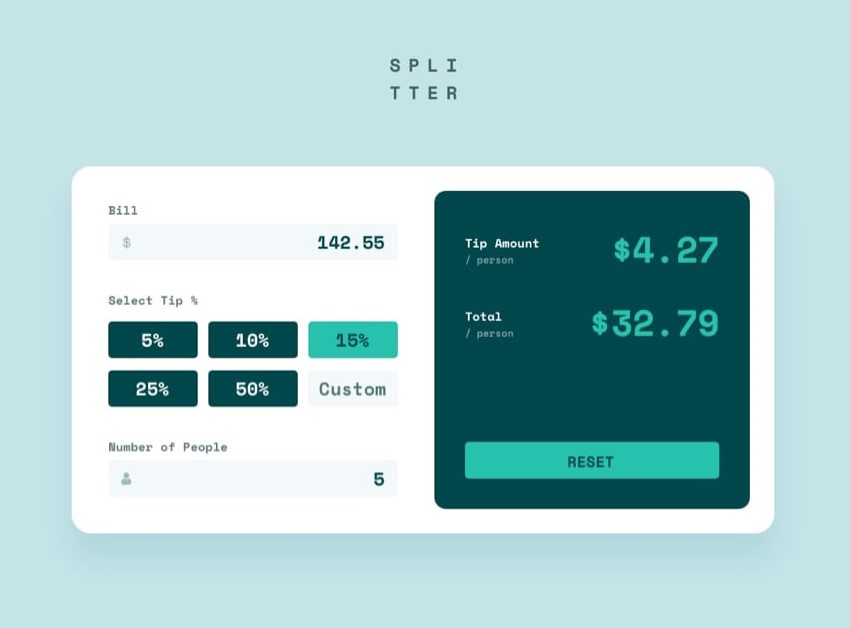 SPLI
TTER
Bill
$ 142.55
Select Tip %
5% 10% 15%
25% 50% Custom
Number of People
5
Tip Amount
/ person
$4.27
Total
/ person
$32.79
RESET